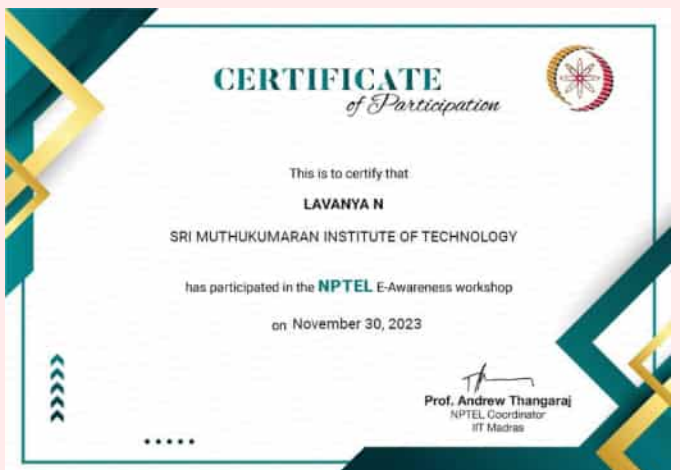 CERTIFICATE
of Participation
This is to certify that
LAVANYA N
SRI MUTHUKUMARAN INSTITUTE OF TECHNOLOGY
has participated in the NPTEL E-Awareness workshop
on November 30, 2023
Prof. Andrew Thangaraj
NPTEL Coordinator
IIT Madras